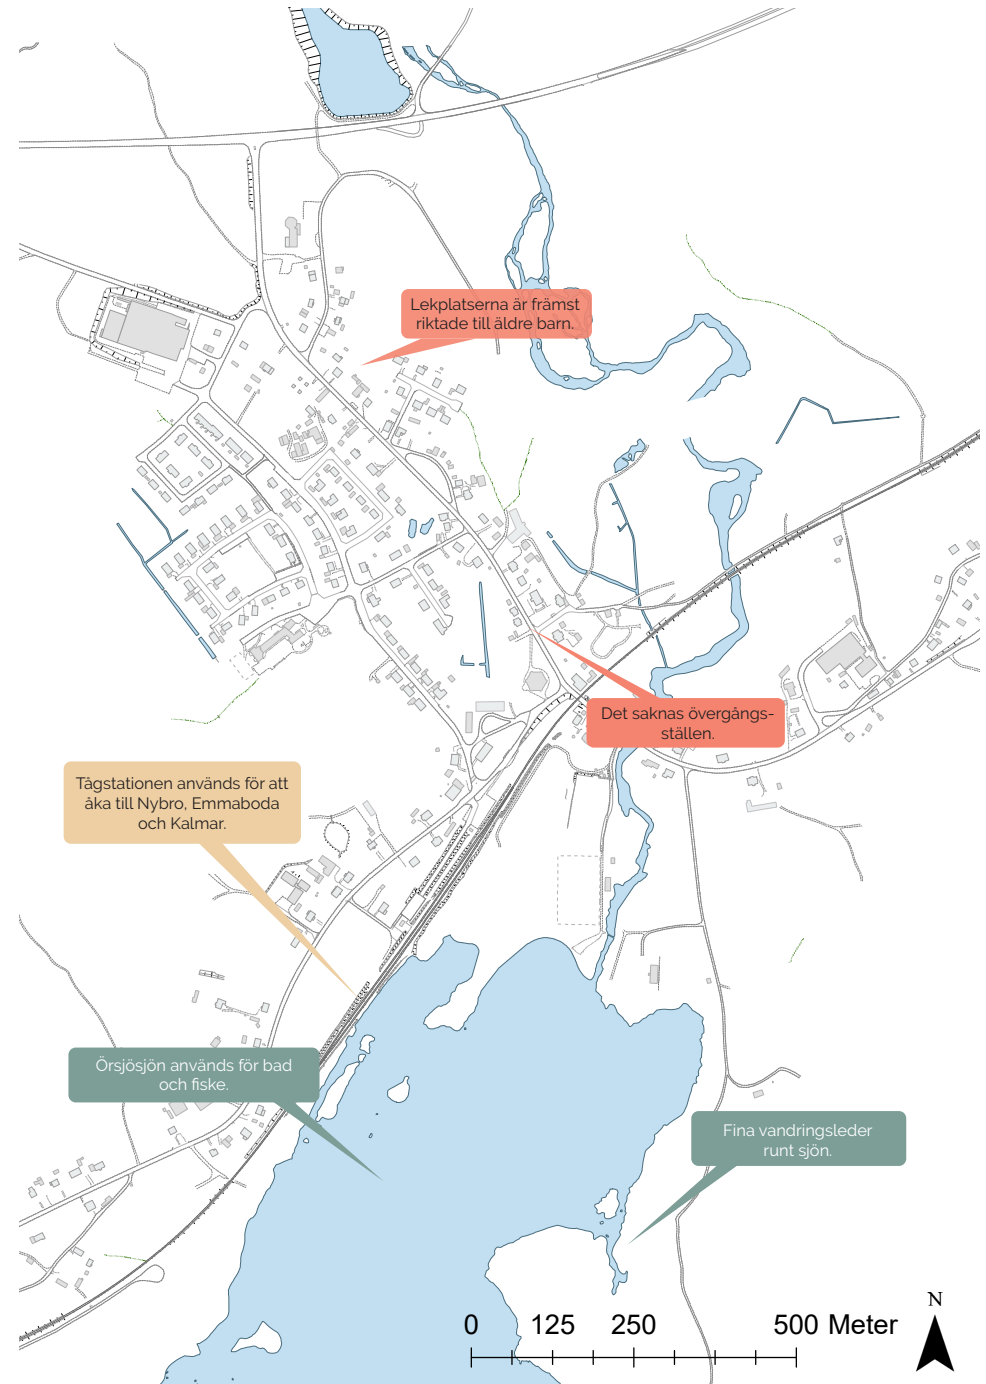 Lekplatserna är främst
riktade till äldre barn.
Det saknas övergångs-
ställen.
Tågstationen används för att
åka till Nybro, Emmaboda
och Kalmar.
Örsjösjön används för bad
och fiske.
Fina vandringsleder
runt sjön.
N
0 125 250 500 Meter